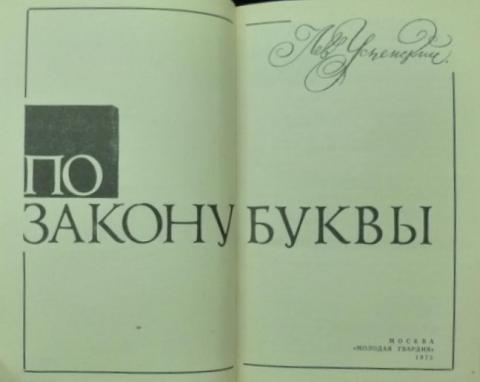 Лев Успенский.
ПО
ЗАКОНУ БУКВЫ
МОСКВА
«МОЛОДАЯ ГВАРДИЯ»
1973